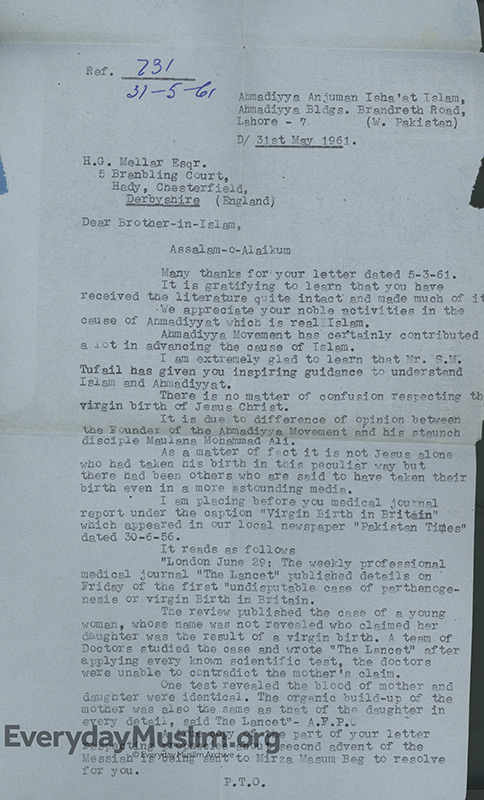 Ref. 731
31-5-61
Ahmadiyya Anjuman Isha'at Islam,
Ahmadiyya Bldgs. Brandreth Road,
Lahore - 7 (W. Pakistan)
D/ 31st May 1961.
H.G. Mellar Esqr.
5 Branbling Court,
Hady, Chesterfield,
Derbyshire (England)
Dear Brother-in-Islam,
Assalam-o-Alaikum
Many thanks for your letter dated 5-3-61.
It is gratifying to learn that you have
received the literature quite intact and made much of it
We appreciate your noble activities in the
cause of Ahmadiyyat which is real Islam.
Ahmadiyya Movement has certainly contributed
a lot in advancing the cause of Islam.
I am extremely glad to learn that Mr. S.M.
Tufail has given you inspiring guidance to understand
Islam and Ahmadiyyat.
There is no matter of confusion respecting th
virgin birth of Jesus Christ.
It is due to difference of opinion between
the Founder of the Ahmadiyya Movement and his staunch
disciple Maulana Mohammad Ali.
As a matter of fact it is not Jesus alone
who had taken his birth in this peculiar way but
there had been others who are said to have taken their
birth even in a more astounding media.
I am placing before you medical journal
report under the caption "Virgin Birth in Britain"
which appeared in our local newspaper "Pakistan Times"
dated 30-6-56.
It reads as follows
"London June 29: The weekly professional
medical journal "The Lancet" published details on
Friday of the first "undisputable case of parthenoge-
nesis or virgin Birth in Britain.
The review published the case of a young
woman, whose name was not revealed who claimed her
daughter was the result of a virgin birth. A team of
Doctors studied the case and wrote "The Lancet" after
applying every known scientific test, the doctors
were unable to contradict the mother's claim.
One test revealed the blood of mother and
daughter were identical. The organic build-up of the
mother was also the same as that of the daughter in
every detail, said The Lancet"- A.F.P.
part of your letter
second advent of the
Messiah is being sent to Mirza Masum Beg to resolve
for you.
P.T.O.
EverydayMuslim.org
© Everyday Muslim Archive